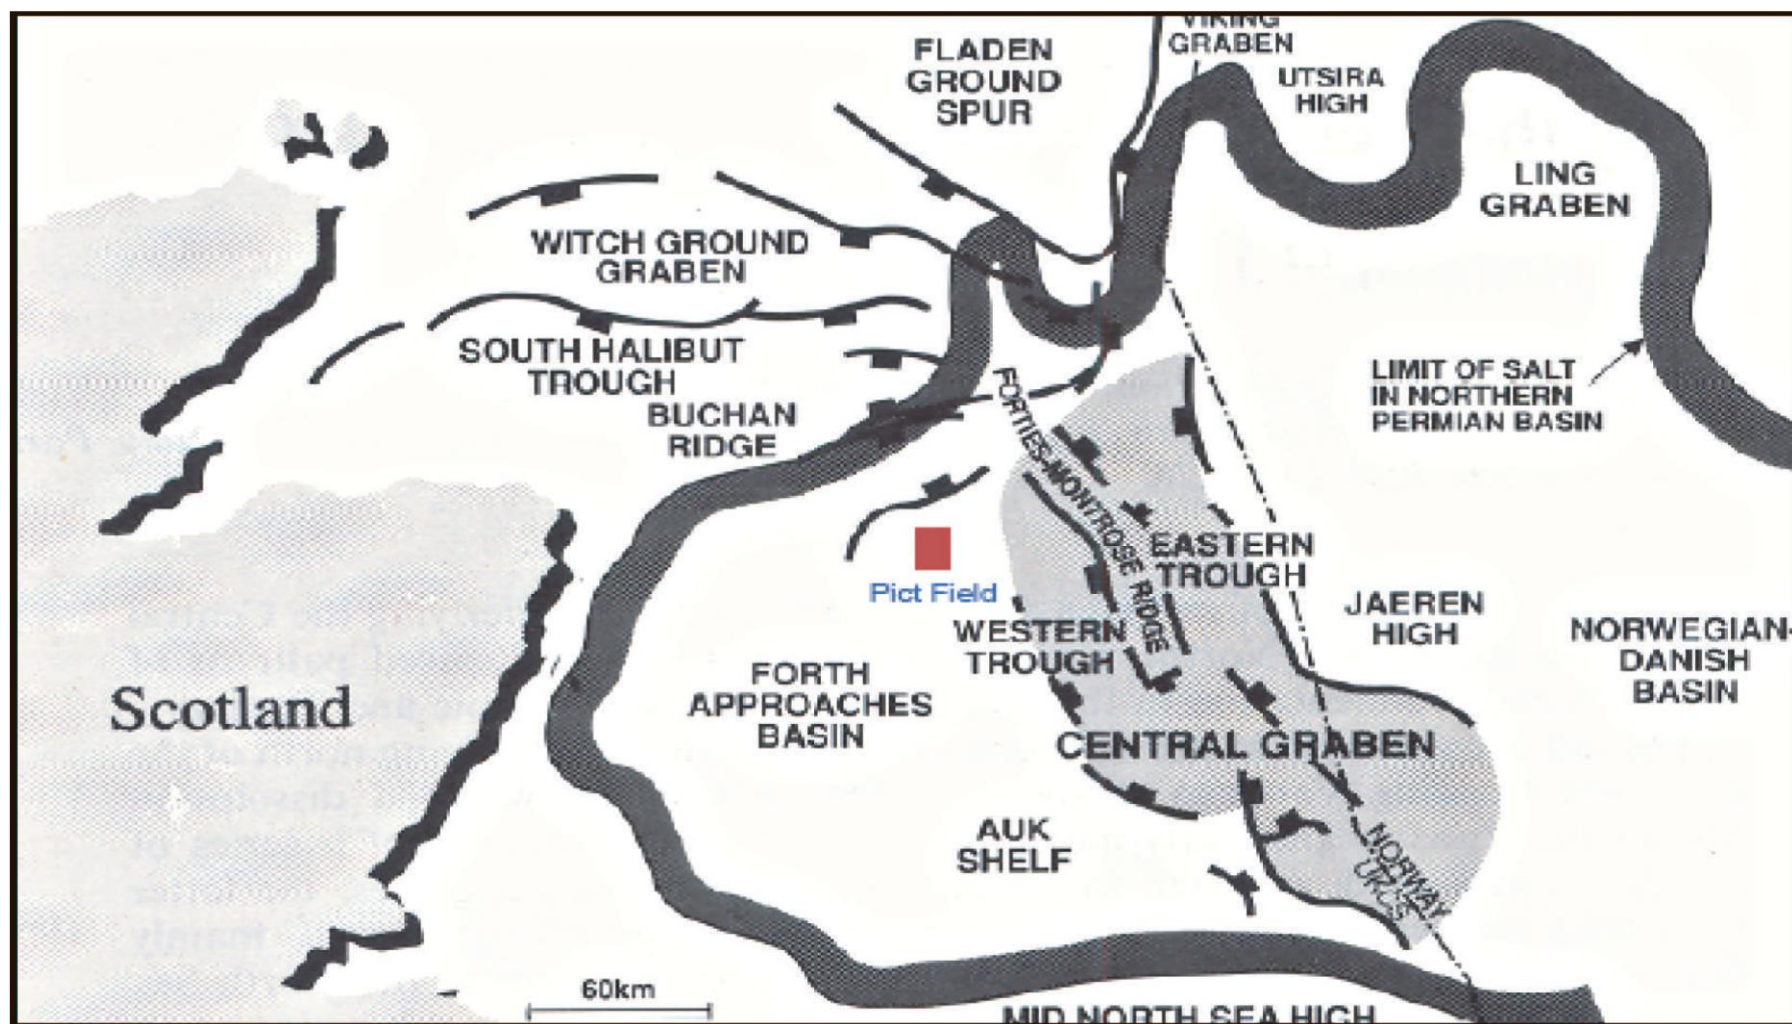 VIKING
GRABEN
FLADEN
GROUND
SPUR
UTSIRA
HIGH
LING
GRABEN
WITCH GROUND
GRABEN
SOUTH HALIBUT
TROUGH
BUCHAN
RIDGE
LIMIT OF SALT
IN NORTHERN
PERMIAN BASIN
FORTIES-MONTROSE RIDGE
EASTERN
TROUGH
Pict Field
JAEREN
HIGH
WESTERN
TROUGH
NORWEGIAN-
DANISH
BASIN
FORTH
APPROACHES
BASIN
Scotland
CENTRAL GRABEN
AUK
SHELF
NORWAY
UKCS
60km
MID NORTH SEA HIGH